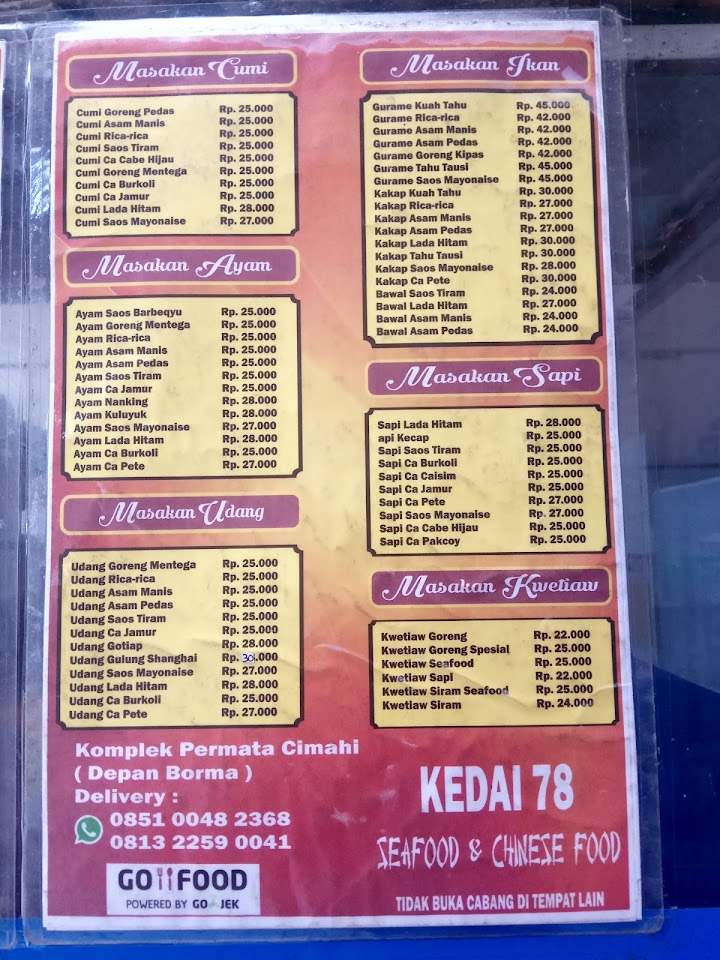 Masakan Cumi
Cumi Goreng Pedas Rp. 25.000
Cumi Asam Manis Rp. 25.000
Cumi Rica-rica Rp. 25.000
Cumi Saos Tiram Rp. 25.000
Cumi Ca Cabe Hijau Rp. 25.000
Cumi Goreng Mentega Rp. 25.000
Cumi Ca Burkoli Rp. 25.000
Cumi Ca Jamur Rp. 25.000
Cumi Lada Hitam Rp. 28.000
Cumi Saos Mayonaise Rp. 27.000
Masakan Ayam
Ayam Saos Barbeqyu Rp. 25.000
Ayam Goreng Mentega Rp. 25.000
Ayam Rica-rica Rp. 25.000
Ayam Asam Manis Rp. 25.000
Ayam Asam Pedas Rp. 25.000
Ayam Saos Tiram Rp. 25.000
Ayam Ca Jamur Rp. 25.000
Ayam Nanking Rp. 28.000
Ayam Kuluyuk Rp. 28.000
Ayam Saos Mayonaise Rp. 27.000
Ayam Lada Hitam Rp. 28.000
Ayam Ca Burkoli Rp. 25.000
Ayam Ca Pete Rp. 27.000
Masakan Udang
Udang Goreng Mentega Rp. 25.000
Udang Rica-rica Rp. 25.000
Udang Asam Manis Rp. 25.000
Udang Asam Pedas Rp. 25.000
Udang Saos Tiram Rp. 25.000
Udang Ca Jamur Rp. 25.000
Udang Gotiap Rp. 28.000
Udang Gulung Shanghai Rp. 30.000
Udang Saos Mayonaise Rp. 27.000
Udang Lada Hitam Rp. 28.000
Udang Ca Burkoli Rp. 25.000
Udang Ca Pete Rp. 27.000
Komplek Permata Cimahi
( Depan Borma )
Delivery :
0851 0048 2368
0813 2259 0041
GO FOOD
POWERED BY GO-JEK
Masakan Ikan
Gurame Kuah Tahu Rp. 45.000
Gurame Rica-rica Rp. 42.000
Gurame Asam Manis Rp. 42.000
Gurame Asam Pedas Rp. 42.000
Gurame Goreng Kipas Rp. 42.000
Gurame Tahu Tausi Rp. 45.000
Gurame Saos Mayonaise Rp. 45.000
Kakap Kuah Tahu Rp. 30.000
Kakap Rica-rica Rp. 27.000
Kakap Asam Manis Rp. 27.000
Kakap Asam Pedas Rp. 27.000
Kakap Lada Hitam Rp. 30.000
Kakap Tahu Tausi Rp. 30.000
Kakap Saos Mayonaise Rp. 28.000
Kakap Ca Pete Rp. 30.000
Bawal Saos Tiram Rp. 24.000
Bawal Lada Hitam Rp. 27.000
Bawal Asam Manis Rp. 24.000
Bawal Asam Pedas Rp. 24.000
Masakan Sapi
Sapi Lada Hitam Rp. 28.000
api Kecap Rp. 25.000
Sapi Saos Tiram Rp. 25.000
Sapi Ca Burkoli Rp. 25.000
Sapi Ca Caisim Rp. 25.000
Sapi Ca Jamur Rp. 25.000
Sapi Ca Pete Rp. 27.000
Sapi Saos Mayonaise Rp. 27.000
Sapi Ca Cabe Hijau Rp. 25.000
Sapi Ca Pakcoy Rp. 25.000
Masakan Kwetiaw
Kwetiaw Goreng Rp. 22.000
Kwetiaw Goreng Spesial Rp. 25.000
Kwetiaw Seafood Rp. 25.000
Kwetiaw Sapi Rp. 22.000
Kwetiaw Siram Seafood Rp. 25.000
Kwetiaw Siram Rp. 24.000
KEDAI 78
SEAFOOD & CHINESE FOOD
TIDAK BUKA CABANG DI TEMPAT LAIN